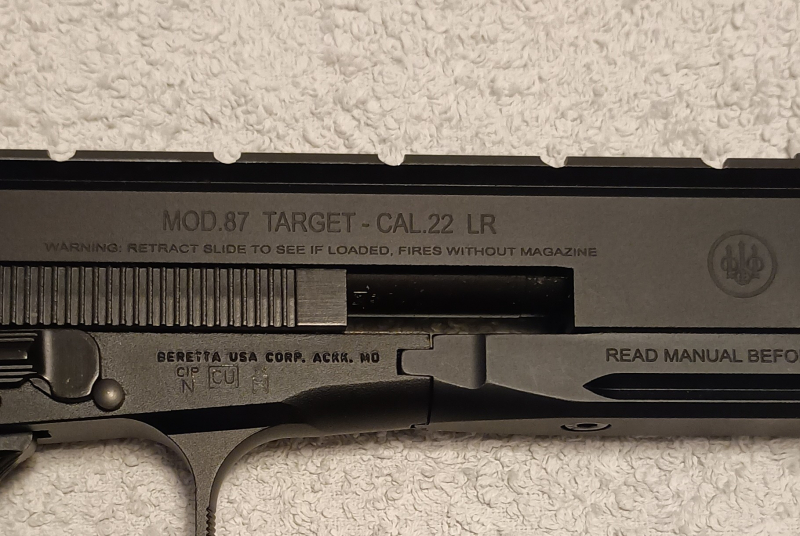 MOD.87 TARGET - CAL.22 LR
WARNING: RETRACT SLIDE TO SEE IF LOADED, FIRES WITHOUT MAGAZINE
BERETTA USA CORP. ACKK. MD
CIP
N
CU
READ MANUAL BEFO